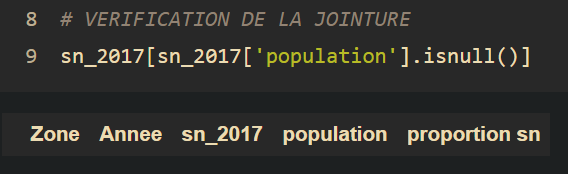 8 # VERIFICATION DE LA JOINTURE
9 sn_2017[sn_2017['population'].isnull()]
Zone Annee sn_2017 population proportion sn